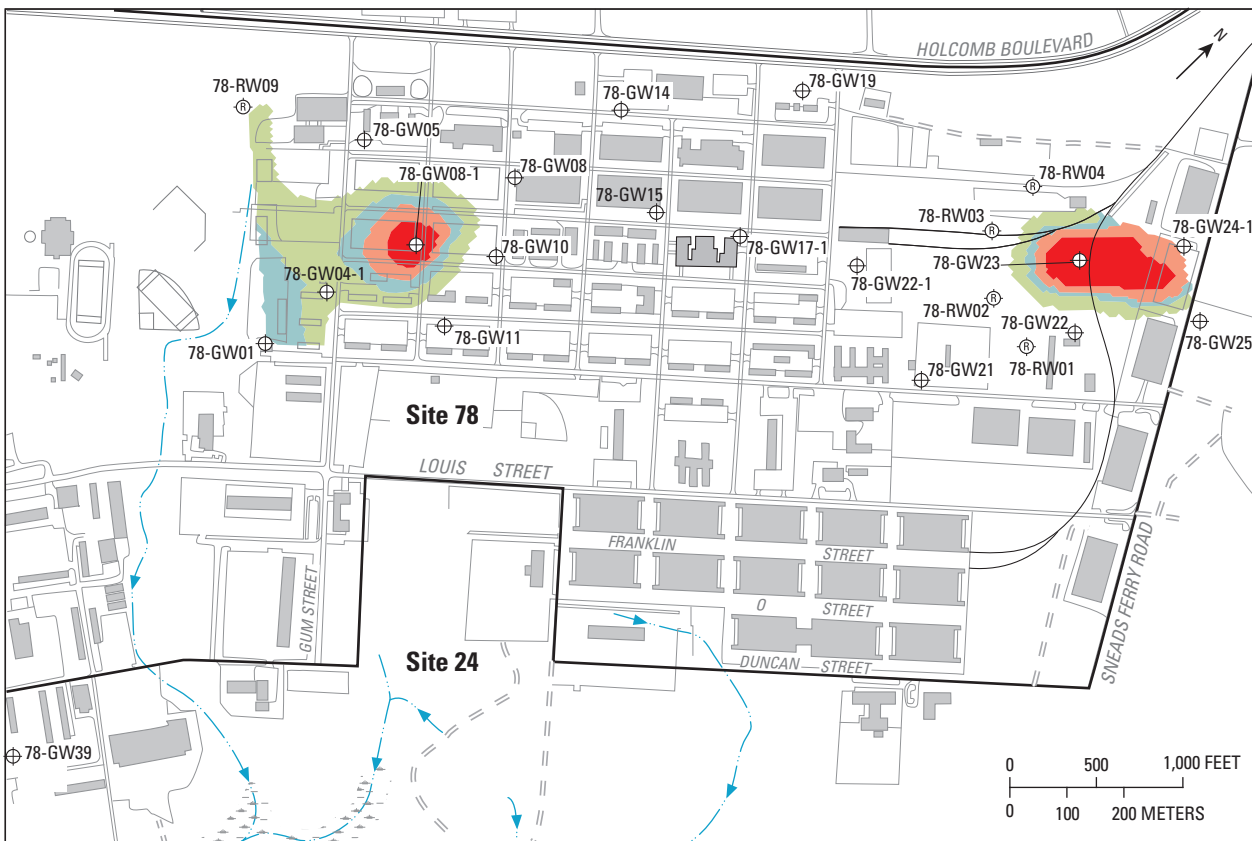 HOLCOMB BOULEVARD
N
78-RW09
78-GW14
78-GW19
78-GW05
78-GW08
78-GW08-1
78-GW15
78-RW04
78-RW03
78-GW24-1
78-GW10
78-GW17-1
78-GW23
78-GW04-1
78-GW22-1
78-RW02
78-GW22
78-GW01
78-GW11
78-GW25
78-RW01
78-GW21
R
R
R
R
R
Site 78
LOUIS STREET
FRANKLIN STREET
O STREET
DUNCAN STREET
GUM STREET
SNEADS FERRY ROAD
Site 24
78-GW39
0 500 1,000 FEET
0 100 200 METERS